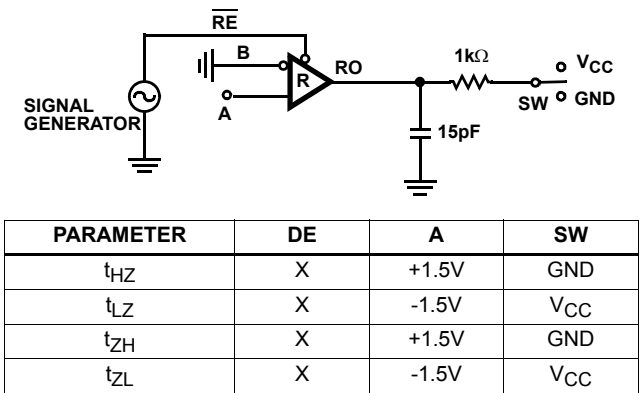 RE
B
A
R
RO
1kΩ
VCC
SW
GND
SIGNAL
GENERATOR
15pF
PARAMETER DE A SW
tHZ X +1.5V GND
tLZ X -1.5V VCC
tZH X +1.5V GND
tZL X -1.5V VCC